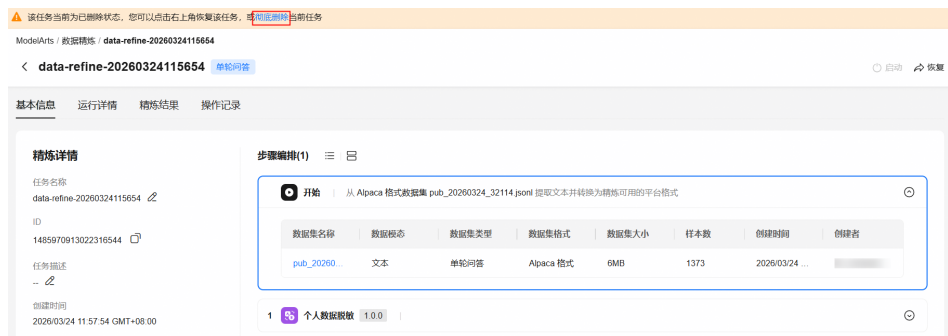 该任务当前为已删除状态，您可以点击右上角恢复该任务，或彻底删除当前任务
ModelArts / 数据精炼 / data-refine-20260324115654
data-refine-20260324115654 单轮问答 启动 恢复
基本信息 运行详情 精炼结果 操作记录
精炼详情
任务名称
data-refine-20260324115654
ID
1485970913022316544
任务描述
--
创建时间
2026/03/24 11:57:54 GMT+08:00
步骤编排(1)
开始 从 Alpaca 格式数据集 pub_20260324_32114.jsonl 提取文本并转换为精炼可用的平台格式
数据集名称 数据模态 数据集类型 数据集格式 数据集大小 样本数 创建时间 创建者
pub_20260... 文本 单轮问答 Alpaca 格式 6MB 1373 2026/03/24 ...
1 个人数据脱敏 1.0.0